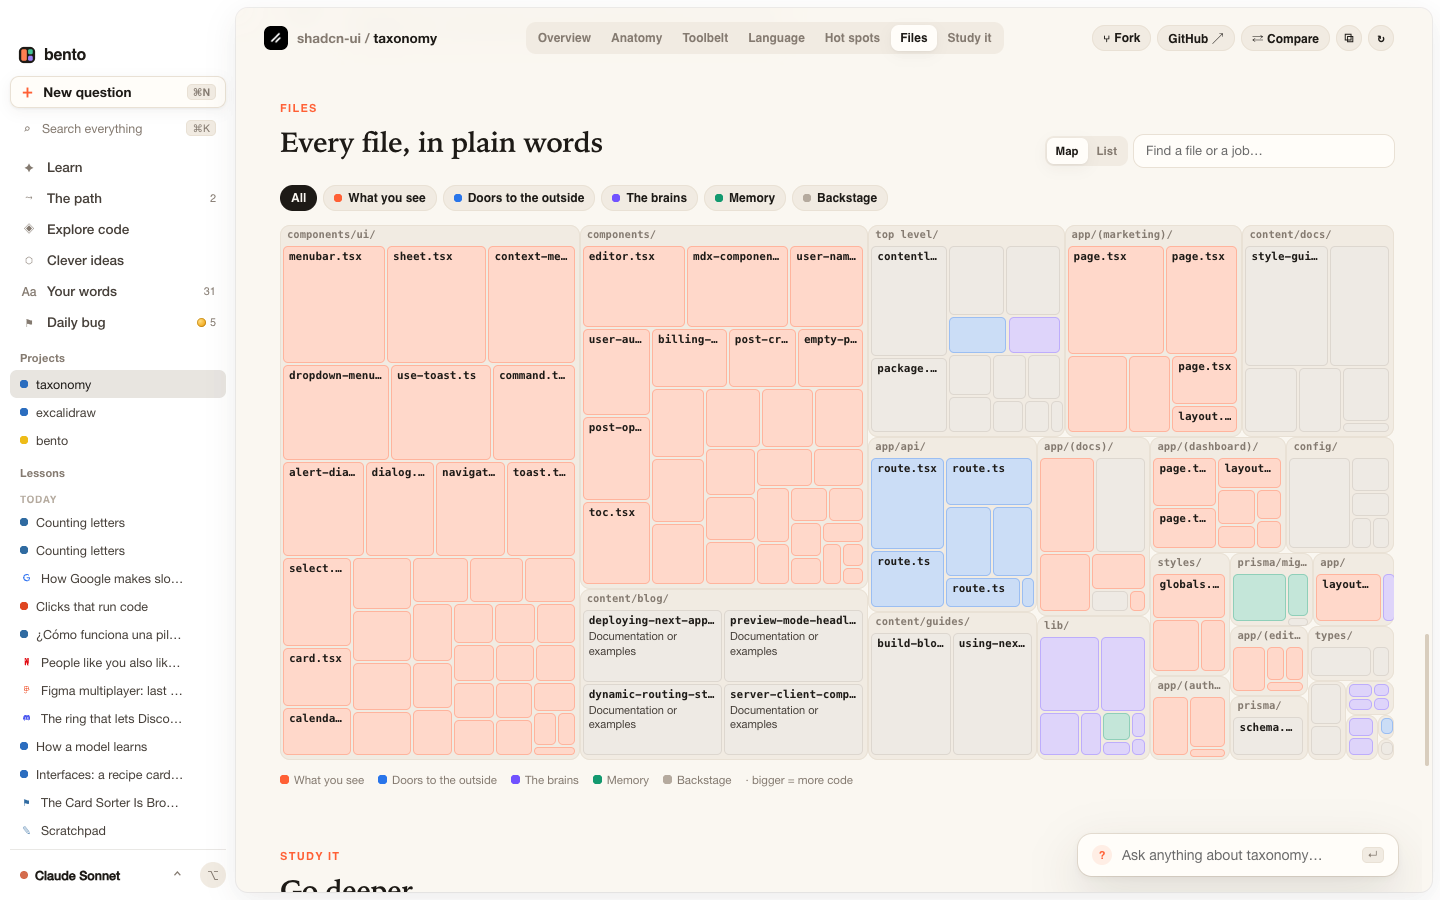 bento
New question ⌘N
Search everything ⌘K
Learn
The path 2
Explore code
Clever ideas
Aa Your words 31
Daily bug 5
Projects
taxonomy
excalidraw
bento
Lessons
TODAY
Counting letters
Counting letters
How Google makes slo…
Clicks that run code
¿Cómo funciona una pil…
People like you also lik…
Figma multiplayer: last …
The ring that lets Disco…
How a model learns
Interfaces: a recipe card…
The Card Sorter Is Bro…
Scratchpad
Claude Sonnet
shadcn-ui / taxonomy
Overview Anatomy Toolbelt Language Hot spots Files Study it
Fork GitHub ↗ Compare
FILES
Every file, in plain words
Map List Find a file or a job…
All What you see Doors to the outside The brains Memory Backstage
components/ui/
menubar.tsx sheet.tsx context-me…
dropdown-menu… use-toast.ts command.t…
alert-dia… dialog.… navigat… toast.t…
select.…
card.tsx
calenda…
components/
editor.tsx mdx-componen… user-nam…
user-au… billing-… post-cr… empty-p…
post-op…
toc.tsx
content/blog/
deploying-next-app… preview-mode-headl…
Documentation or examples Documentation or examples
dynamic-routing-st… server-client-comp…
Documentation or examples Documentation or examples
top level/
contentl…
package.…
app/(marketing)/
page.tsx page.tsx
page.tsx
layout.…
content/docs/
style-gui…
app/api/
route.tsx route.ts
route.ts route.ts
content/guides/
build-blo… using-nex…
app/(docs)/
lib/
app/(dashboard)/
page.t… layout…
page.t…
config/
styles/
globals.…
prisma/mig…
app/
layout…
app/(auth…
app/(edit…
types/
prisma/
schema.…
What you see Doors to the outside The brains Memory Backstage · bigger = more code
STUDY IT
Go deeper
? Ask anything about taxonomy…